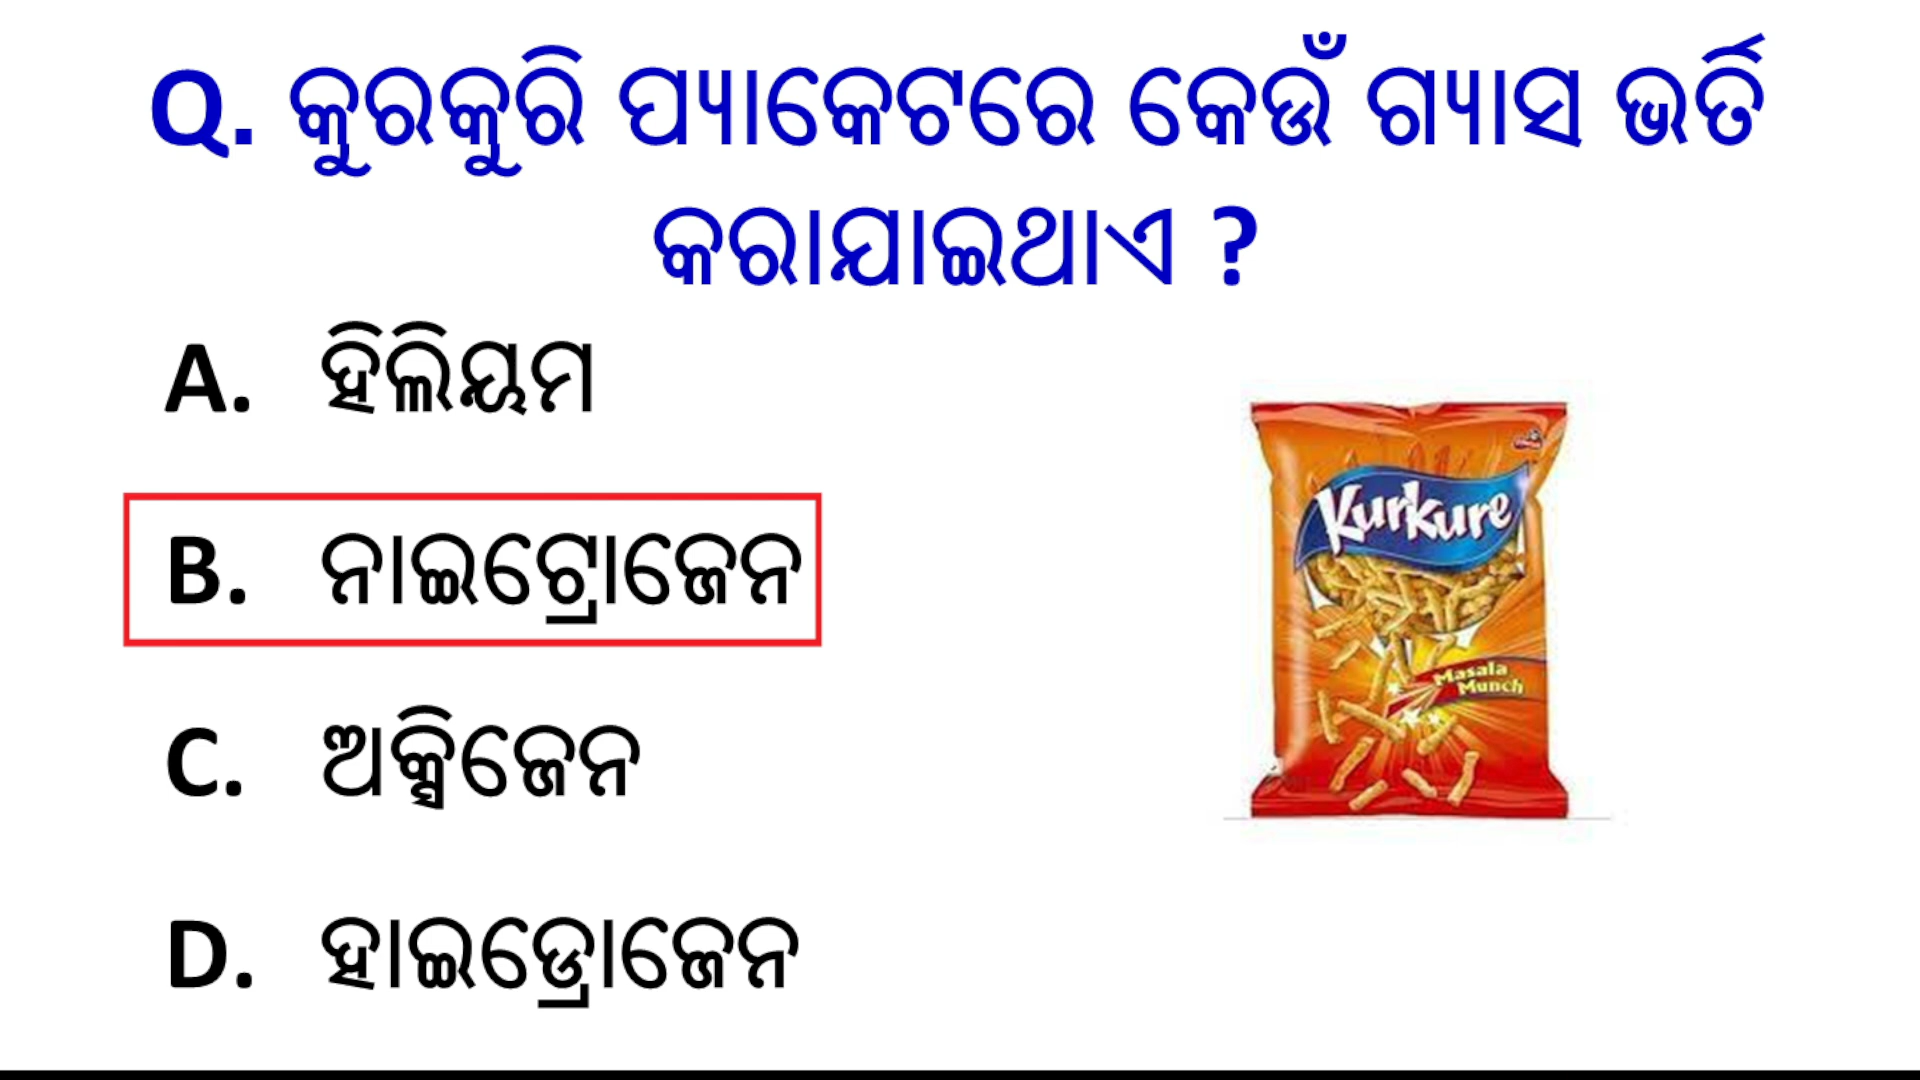 Q. କୁରକୁରି ପ୍ୟାକେଟରେ କେଉଁ ଗ୍ୟାସ ଭର୍ତି
କରାଯାଇଥାଏ ?
A. ହିଲିୟମ
B. ନାଇଟ୍ରୋଜେନ
C. ଅକ୍ସିଜେନ
D. ହାଇଡ୍ରୋଜେନ
Kurkure
Masala
Munch